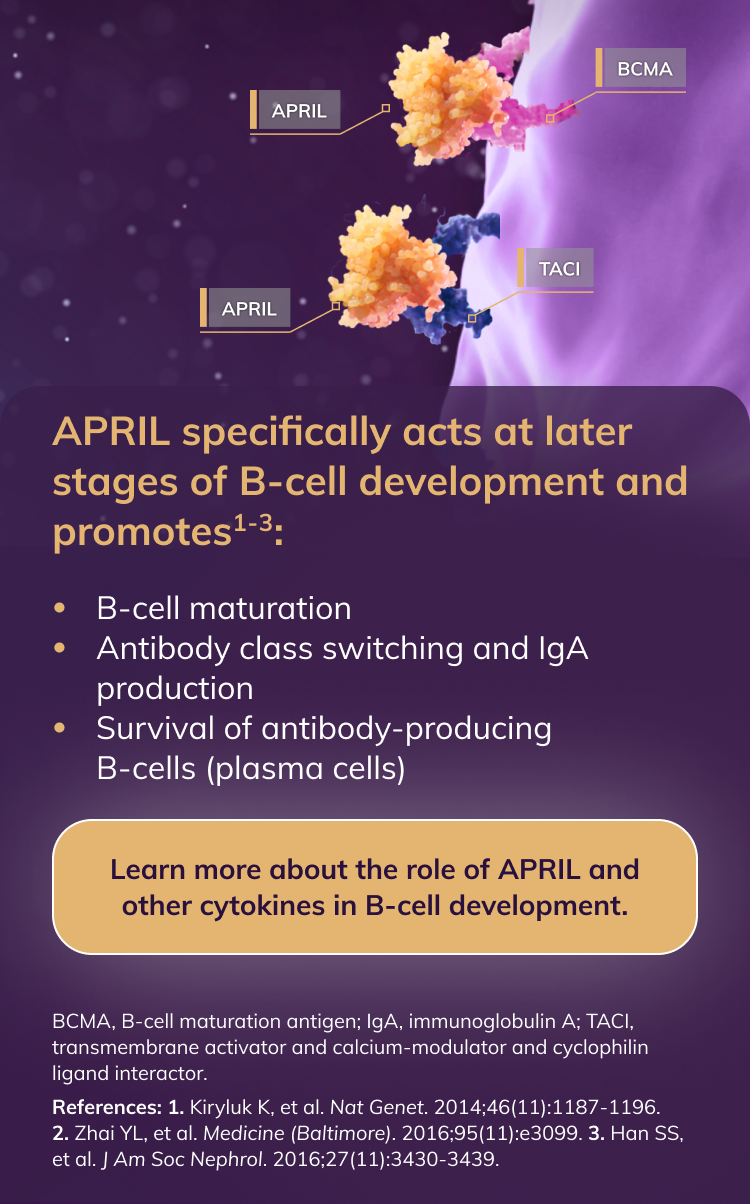 BCMA
APRIL
TACI
APRIL
APRIL specifically acts at later
stages of B-cell development and
promotes¹⁻³:
• B-cell maturation
• Antibody class switching and IgA
production
• Survival of antibody-producing
B-cells (plasma cells)
Learn more about the role of APRIL and
other cytokines in B-cell development.
BCMA, B-cell maturation antigen; IgA, immunoglobulin A; TACI,
transmembrane activator and calcium-modulator and cyclophilin
ligand interactor.
References: 1. Kiryluk K, et al. Nat Genet. 2014;46(11):1187-1196.
2. Zhai YL, et al. Medicine (Baltimore). 2016;95(11):e3099. 3. Han SS,
et al. J Am Soc Nephrol. 2016;27(11):3430-3439.